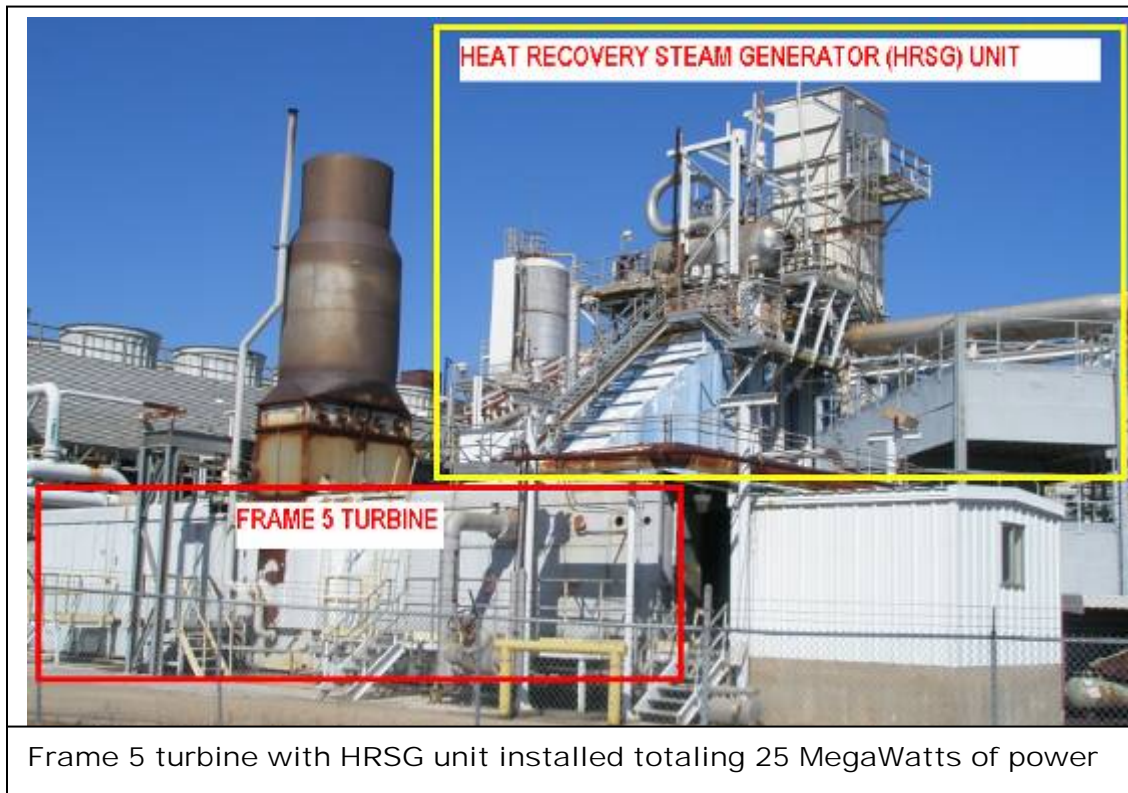 HEAT RECOVERY STEAM GENERATOR (HRSG) UNIT
FRAME 5 TURBINE
Frame 5 turbine with HRSG unit installed totaling 25 MegaWatts of power